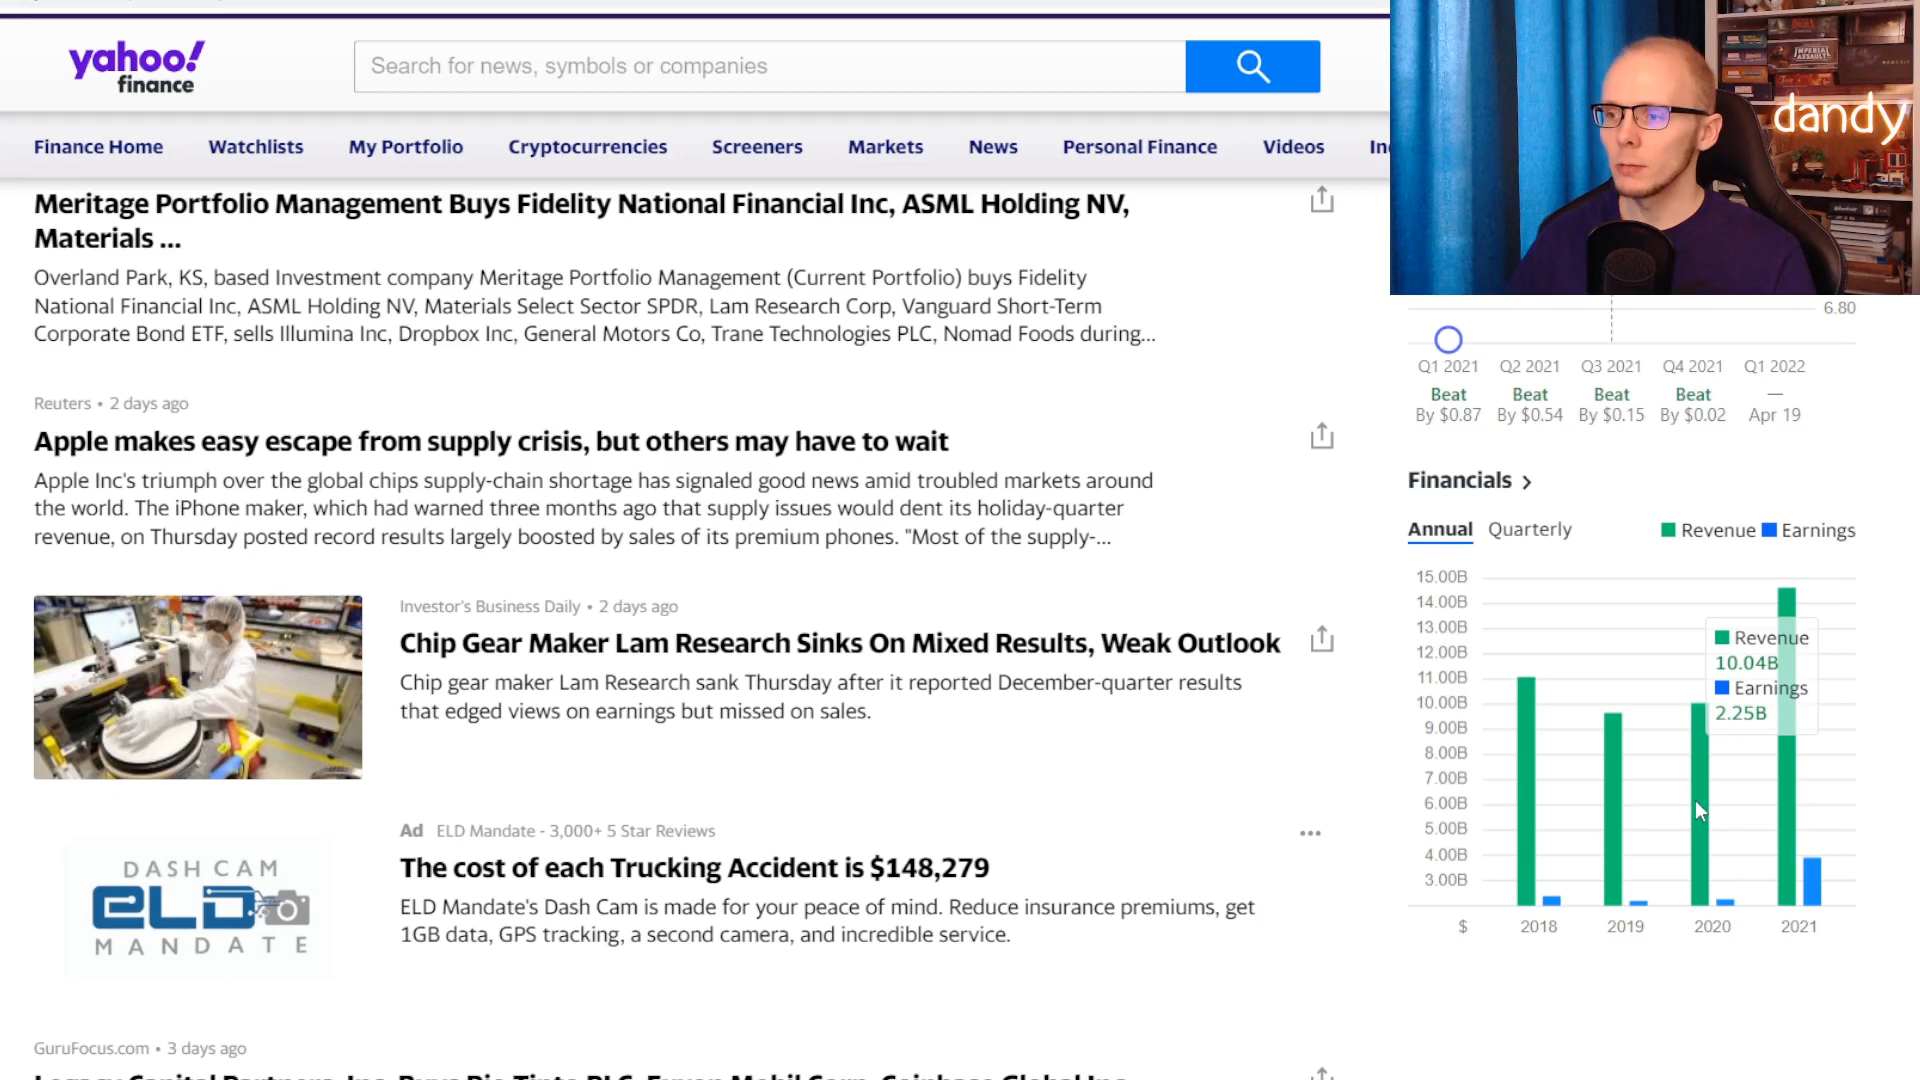 yahoo!
finance
Search for news, symbols or companies
Finance Home Watchlists My Portfolio Cryptocurrencies Screeners Markets News Personal Finance Videos In
dandy
IMPERIAL
ASSAULT
Meritage Portfolio Management Buys Fidelity National Financial Inc, ASML Holding NV,
Materials ...
Overland Park, KS, based Investment company Meritage Portfolio Management (Current Portfolio) buys Fidelity
National Financial Inc, ASML Holding NV, Materials Select Sector SPDR, Lam Research Corp, Vanguard Short-Term
Corporate Bond ETF, sells Illumina Inc, Dropbox Inc, General Motors Co, Trane Technologies PLC, Nomad Foods during...
Reuters • 2 days ago
Apple makes easy escape from supply crisis, but others may have to wait
Apple Inc's triumph over the global chips supply-chain shortage has signaled good news amid troubled markets around
the world. The iPhone maker, which had warned three months ago that supply issues would dent its holiday-quarter
revenue, on Thursday posted record results largely boosted by sales of its premium phones. "Most of the supply-...
Investor's Business Daily • 2 days ago
Chip Gear Maker Lam Research Sinks On Mixed Results, Weak Outlook
Chip gear maker Lam Research sank Thursday after it reported December-quarter results
that edged views on earnings but missed on sales.
Ad ELD Mandate - 3,000+ 5 Star Reviews
The cost of each Trucking Accident is $148,279
ELD Mandate's Dash Cam is made for your peace of mind. Reduce insurance premiums, get
1GB data, GPS tracking, a second camera, and incredible service.
DASH CAM
ELD
MANDATE
GuruFocus.com • 3 days ago
6.80
Q1 2021 Q2 2021 Q3 2021 Q4 2021 Q1 2022
Beat Beat Beat Beat —
By $0.87 By $0.54 By $0.15 By $0.02 Apr 19
Financials >
Annual Quarterly Revenue Earnings
15.00B
14.00B
13.00B
12.00B
11.00B
10.00B
9.00B
8.00B
7.00B
6.00B
5.00B
4.00B
3.00B
Revenue
10.04B
Earnings
2.25B
$ 2018 2019 2020 2021